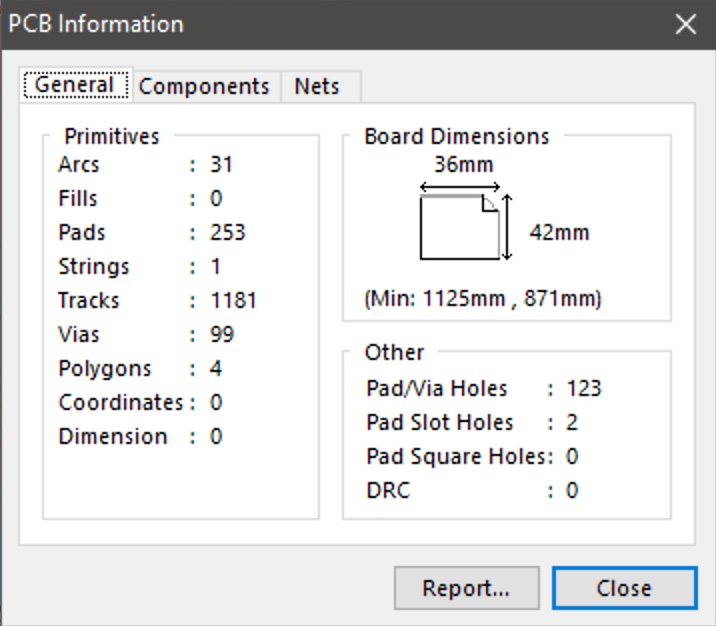 PCB Information
General Components Nets
Primitives
Arcs : 31
Fills : 0
Pads : 253
Strings : 1
Tracks : 1181
Vias : 99
Polygons : 4
Coordinates : 0
Dimension : 0
Board Dimensions
36mm
42mm
(Min: 1125mm , 871mm)
Other
Pad/Via Holes : 123
Pad Slot Holes : 2
Pad Square Holes: 0
DRC : 0
Report... Close